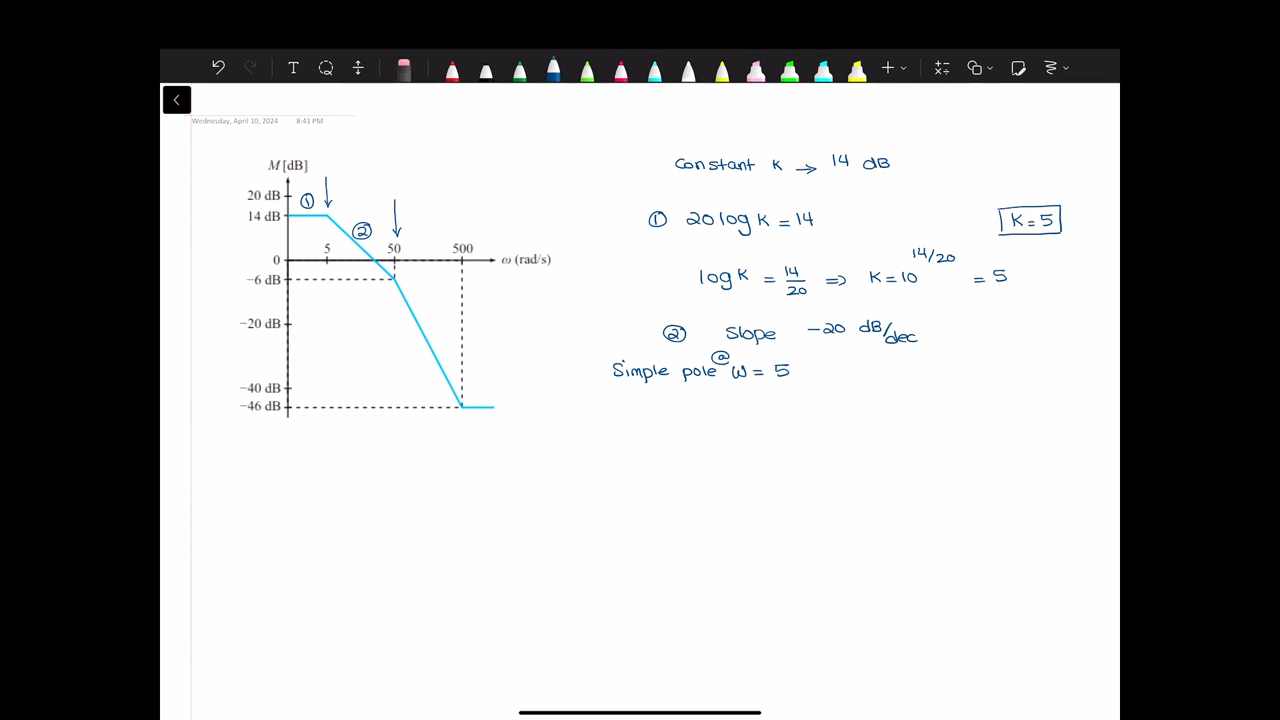 T
Wednesday, April 10, 2024 8:41 PM
M [dB]
20 dB
14 dB
0
−6 dB
−20 dB
−40 dB
−46 dB
5 50 500
ω (rad/s)
①
②
Constant K → 14 dB
① 20 log K = 14
K = 5
log K = 14/20 ⇒ K = 10^14/20 = 5
② Slope −20 dB/dec
Simple pole @ ω = 5